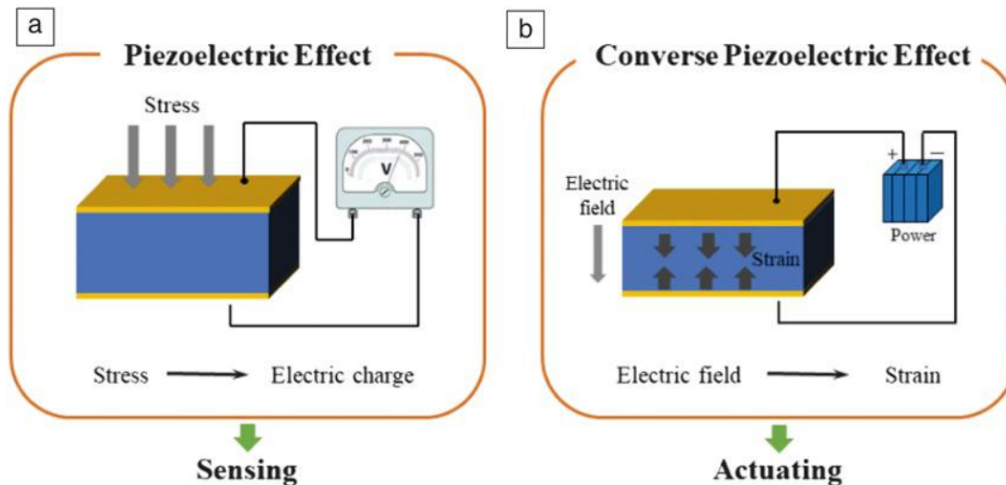 a
Piezoelectric Effect
Stress
V
Stress
Electric charge
Sensing
b
Converse Piezoelectric Effect
+ −
Electric
field
Power
Strain
Electric field
Strain
Actuating